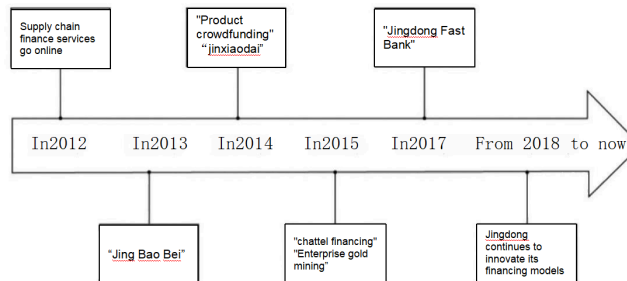 Supply chain
finance services
go online
"Product
crowdfunding"
“jinxiaodai”
"Jingdong Fast
Bank”
In2012
In2013
In2014
In2015
In2017
From 2018 to now
“Jing Bao Bei”
"chattel financing"
"Enterprise gold
mining”
Jingdong
continues to
innovate its
financing models